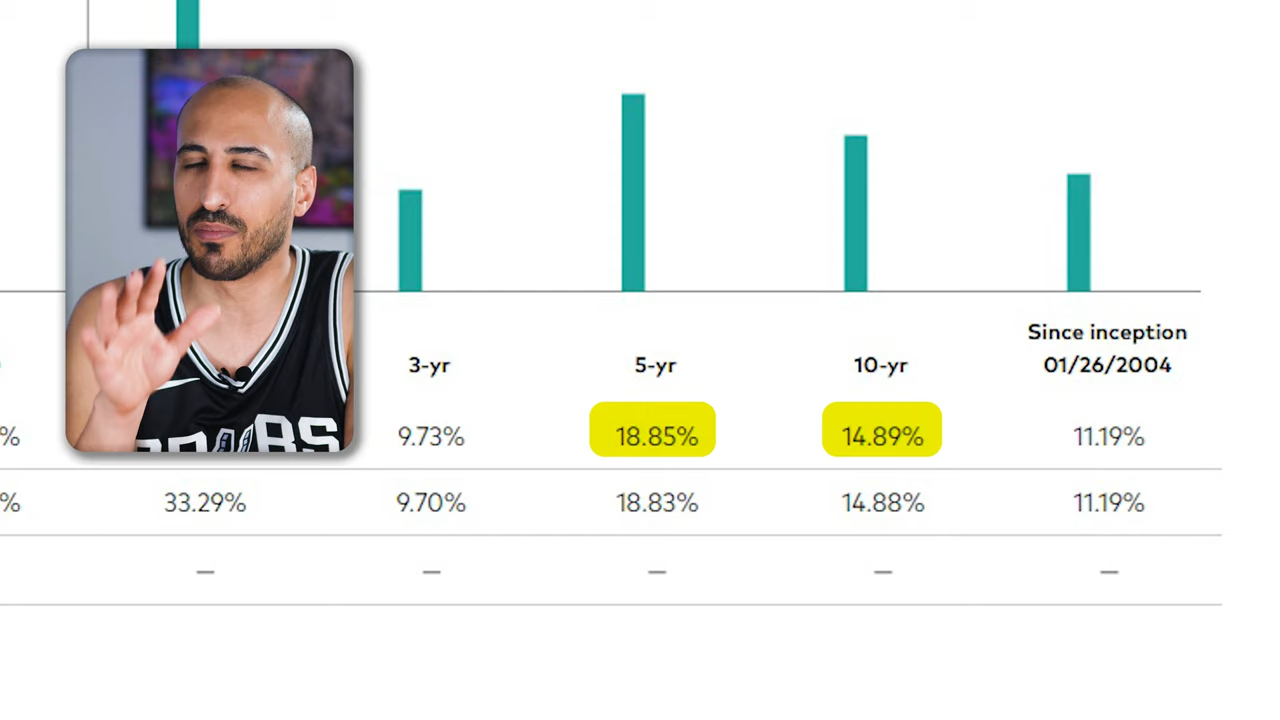 3-yr 5-yr 10-yr Since inception
01/26/2004
% 9.73% 18.85% 14.89% 11.19%
% 33.29% 9.70% 18.83% 14.88% 11.19%
– – – – –